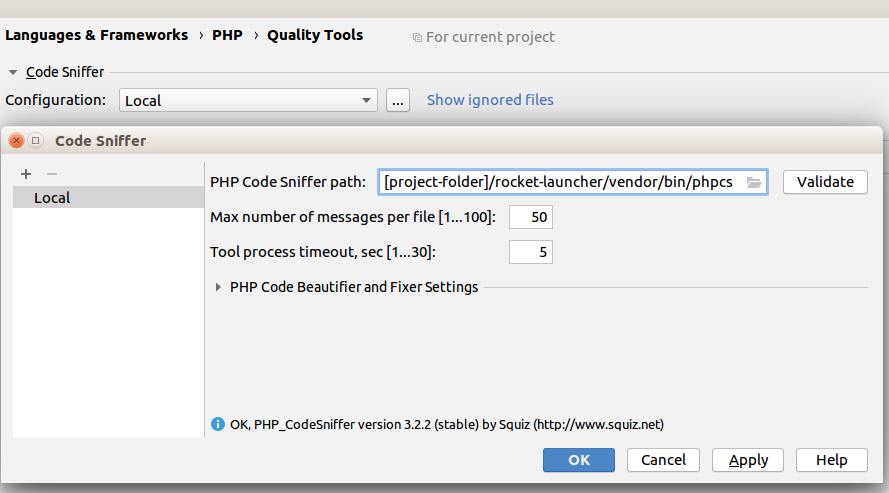 Languages & Frameworks › PHP › Quality Tools For current project
Code Sniffer
Configuration: Local ... Show ignored files
Code Sniffer
PHP Code Sniffer path: [project-folder]/rocket-launcher/vendor/bin/phpcs Validate
Local
Max number of messages per file [1...100]: 50
Tool process timeout, sec [1...30]: 5
PHP Code Beautifier and Fixer Settings
OK, PHP_CodeSniffer version 3.2.2 (stable) by Squiz (http://www.squiz.net)
OK Cancel Apply Help